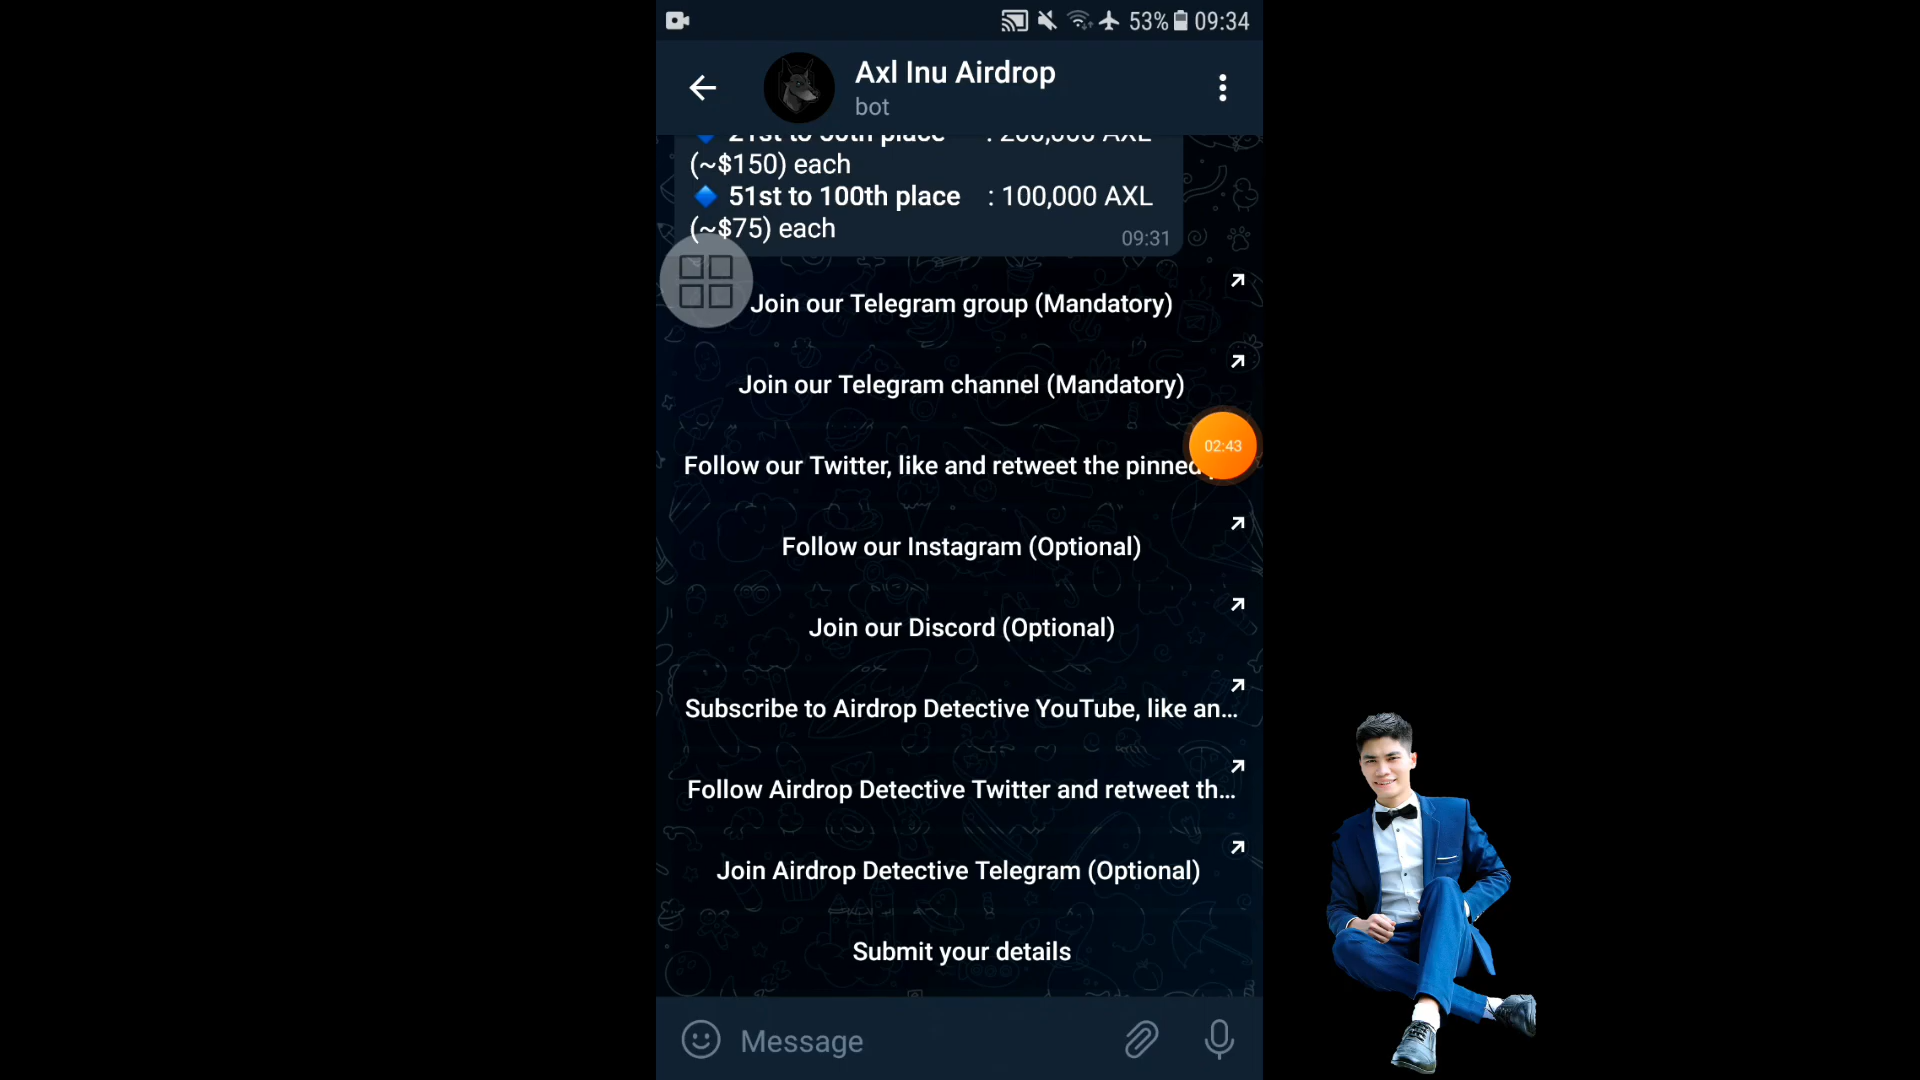 53% 09:34
Axl Inu Airdrop
bot
21st to 50th place : 200,000 AXL
(~$150) each
51st to 100th place : 100,000 AXL
(~$75) each
09:31
Join our Telegram group (Mandatory)
Join our Telegram channel (Mandatory)
02:43
Follow our Twitter, like and retweet the pinned
Follow our Instagram (Optional)
Join our Discord (Optional)
Subscribe to Airdrop Detective YouTube, like an...
Follow Airdrop Detective Twitter and retweet th...
Join Airdrop Detective Telegram (Optional)
Submit your details
Message